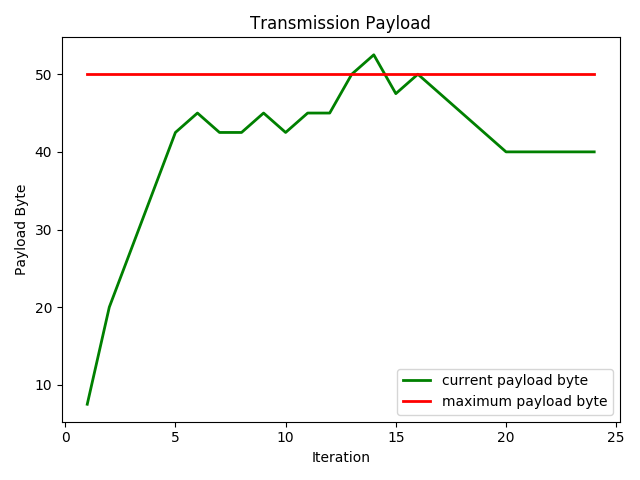 Transmission Payload
Payload Byte
50
40
30
20
10
0
5
10
15
20
25
Iteration
current payload byte
maximum payload byte